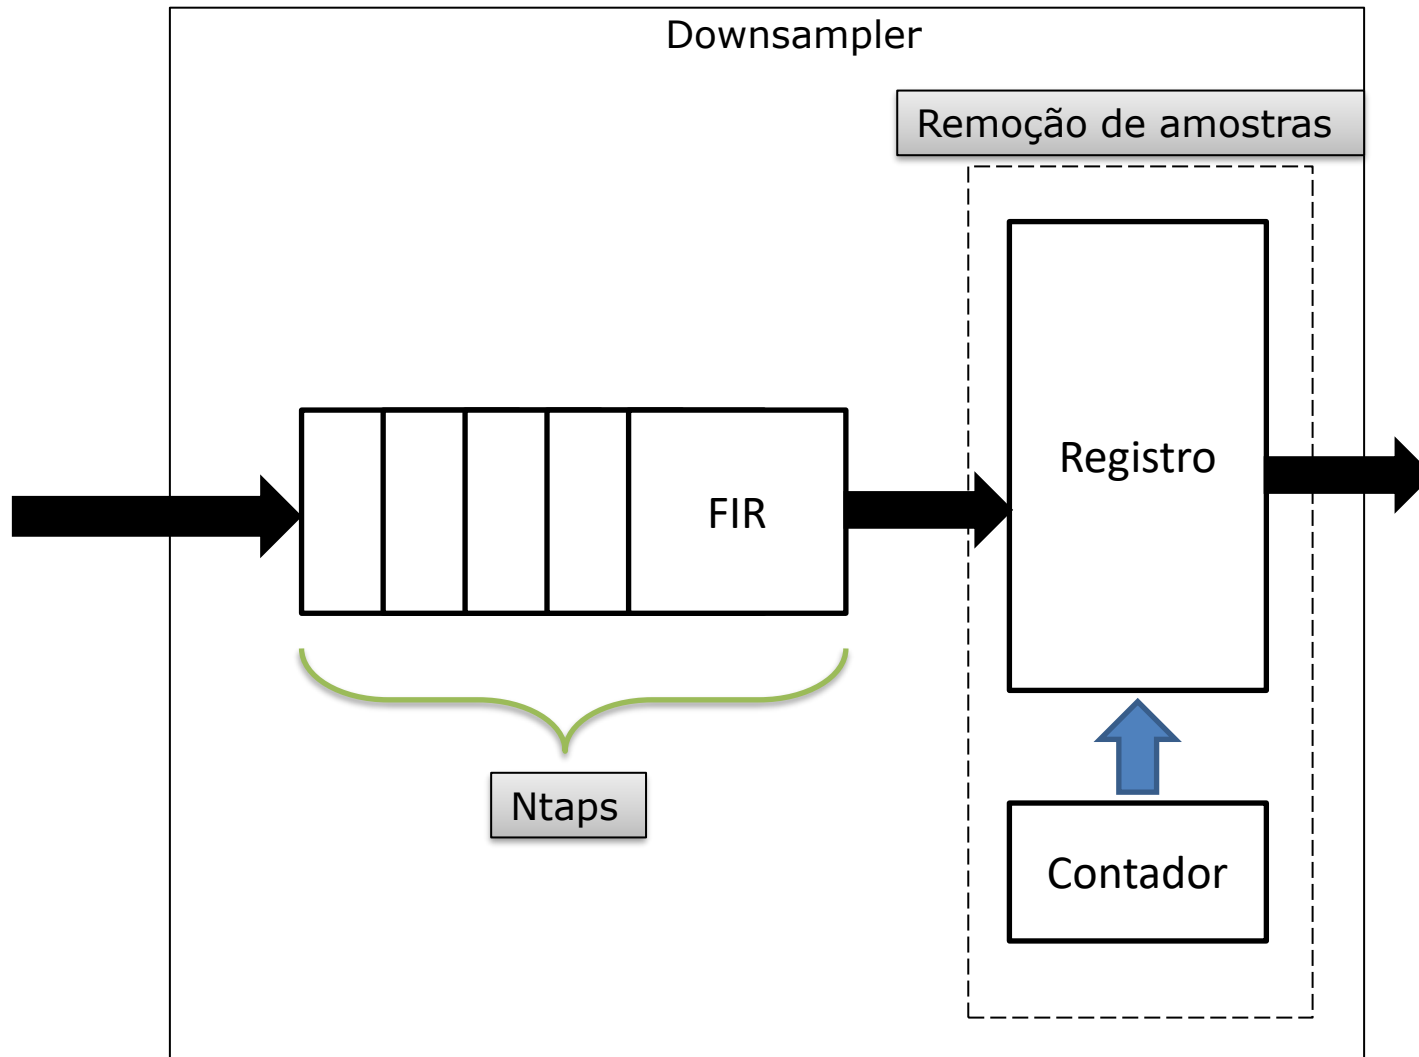 Downsampler
Remoção de amostras
Registro
FIR
Ntaps
Contador